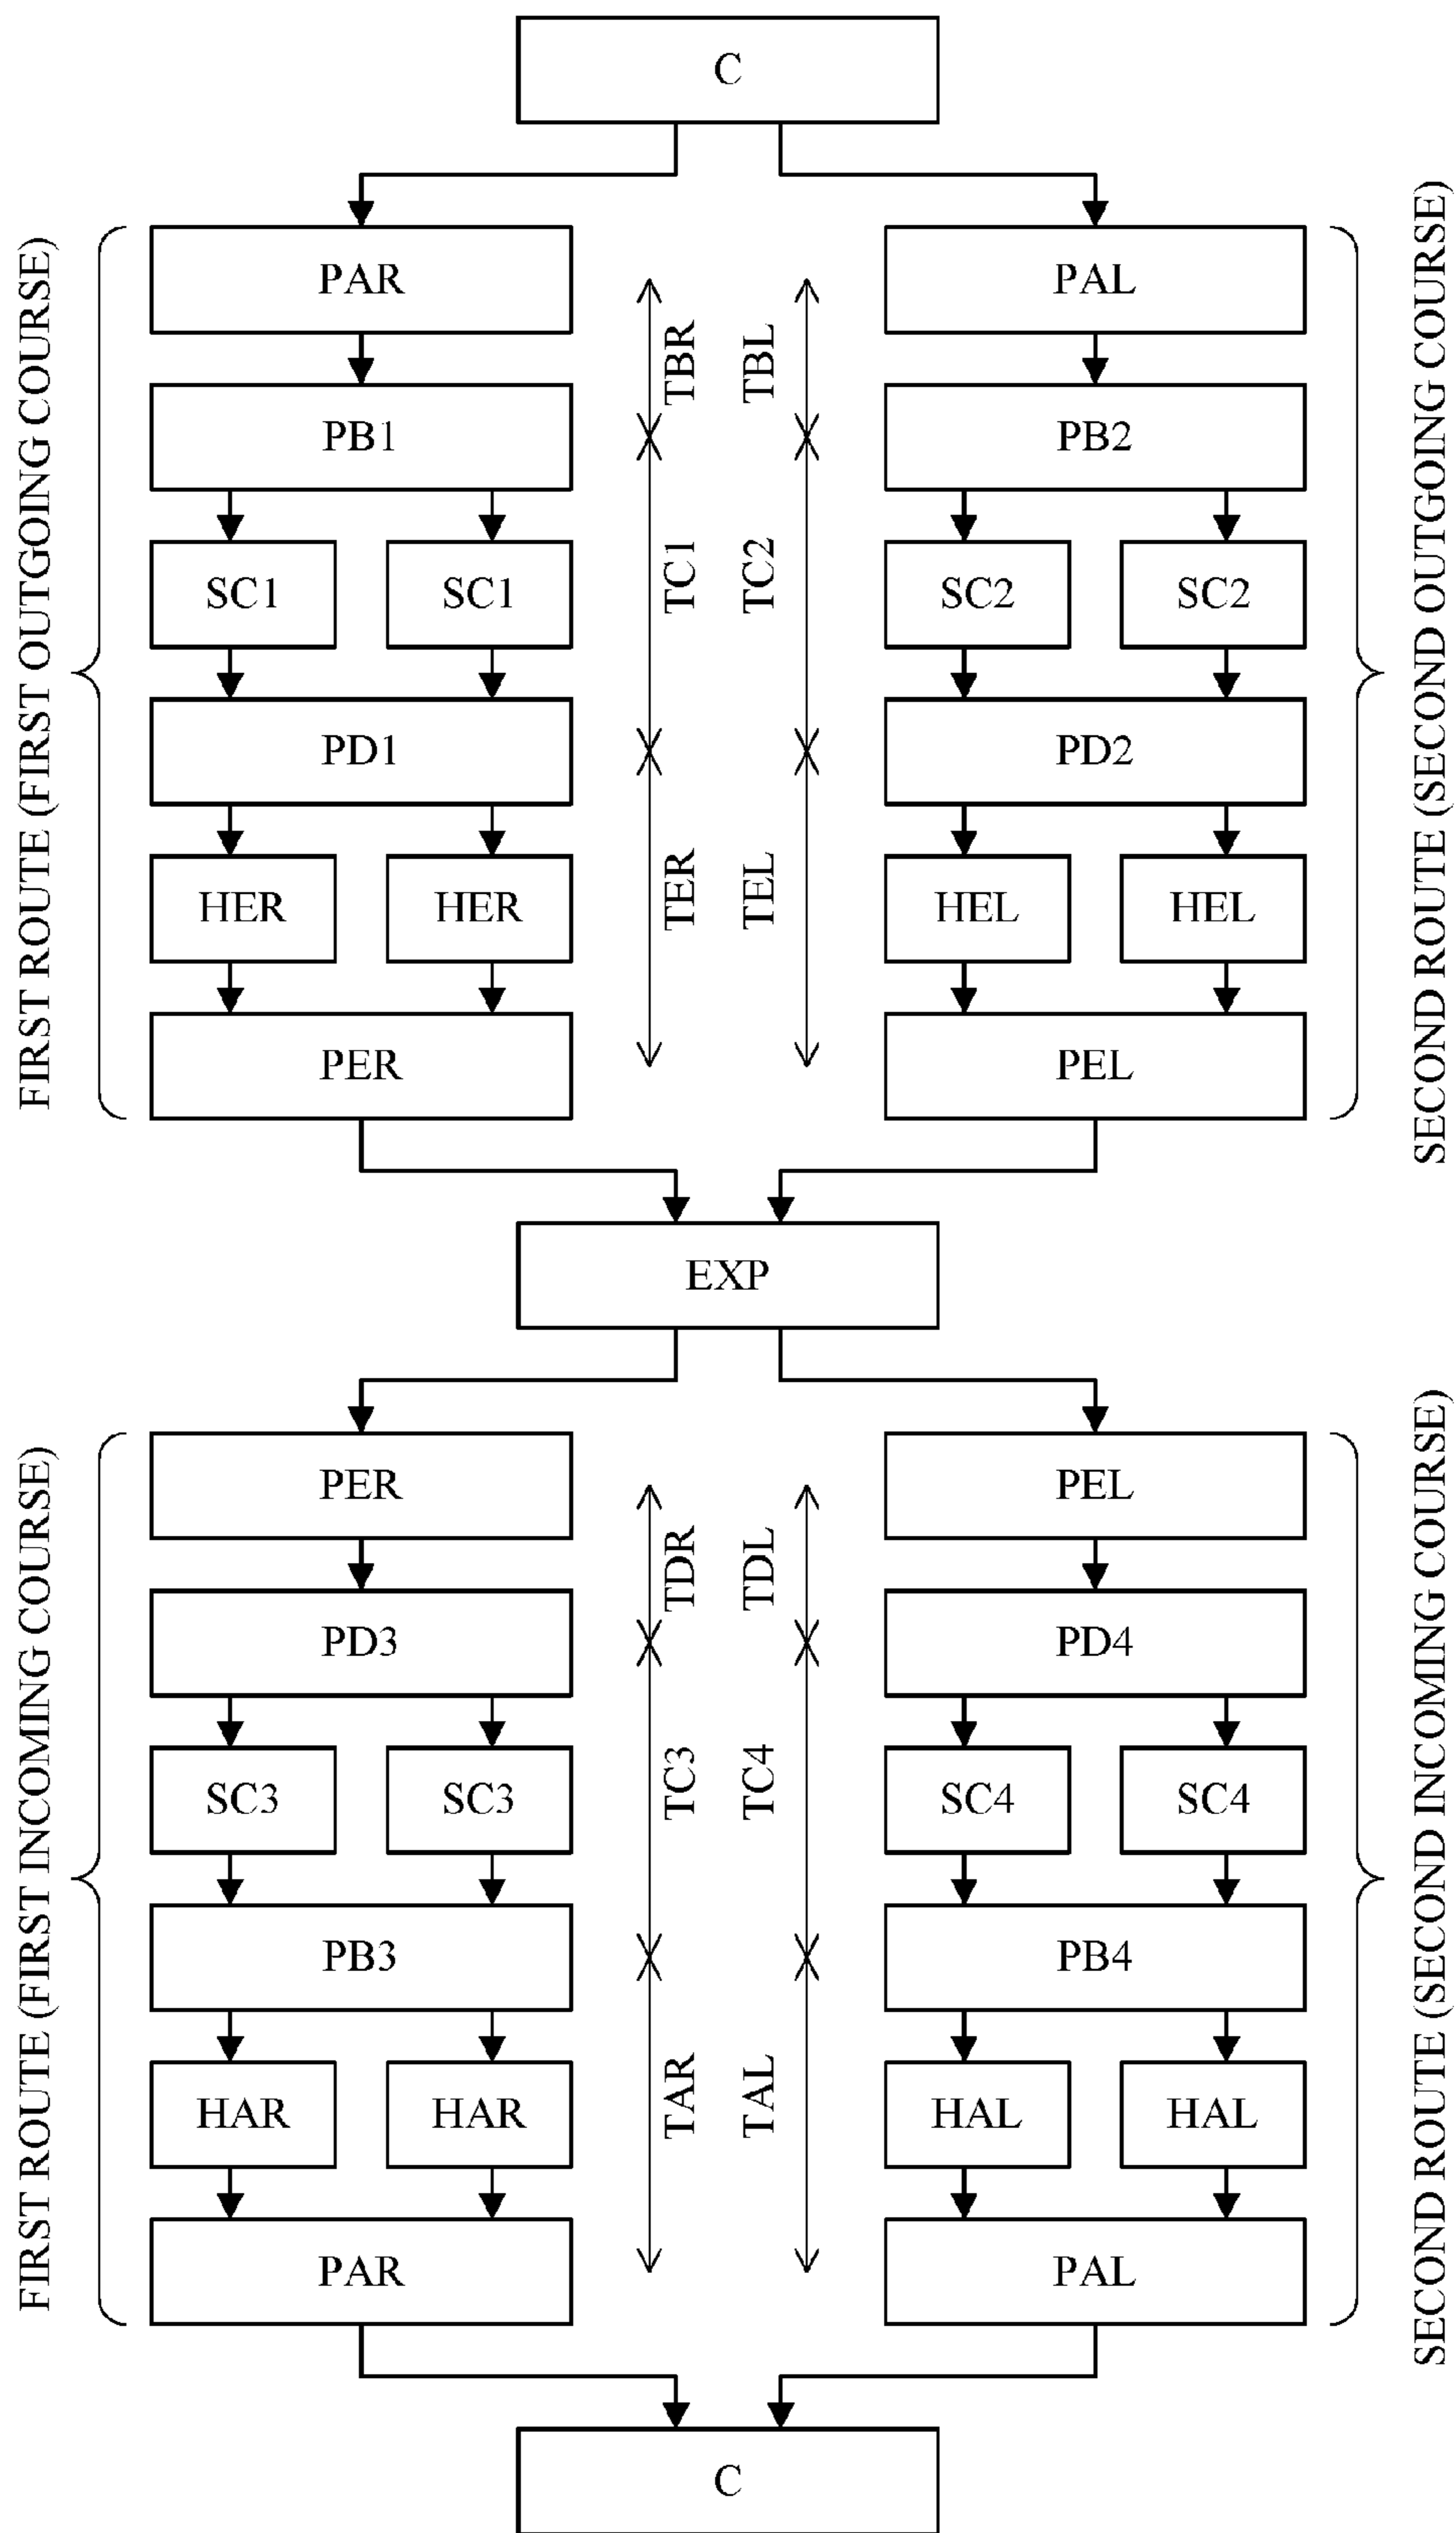 C
FIRST ROUTE (FIRST OUTGOING COURSE)
PAR
PB1
SC1 SC1
PD1
HER HER
PER
TBR
TC1
TER
TBL
TC2
TEL
PAL
PB2
SC2 SC2
PD2
HEL HEL
PEL
SECOND ROUTE (SECOND OUTGOING COURSE)
EXP
FIRST ROUTE (FIRST INCOMING COURSE)
PER
PD3
SC3 SC3
PB3
HAR HAR
PAR
TDR
TC3
TAR
TDL
TC4
TAL
PEL
PD4
SC4 SC4
PB4
HAL HAL
PAL
SECOND ROUTE (SECOND INCOMING COURSE)
C